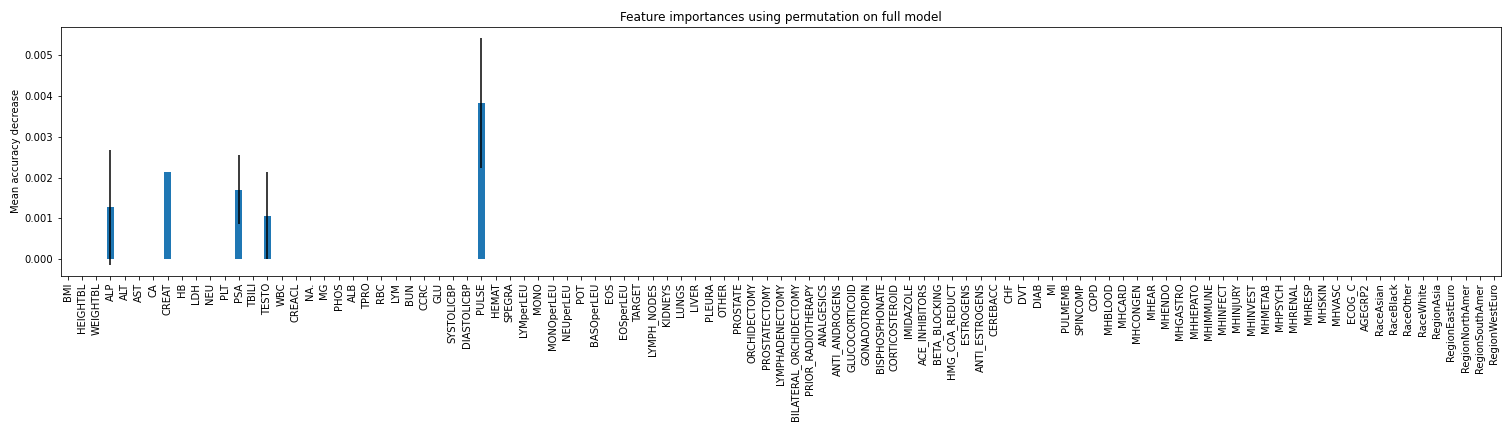 Feature importances using permutation on full model
Mean accuracy decrease
0.005
0.004
0.003
0.002
0.001
0.000
BMI
HEIGHTBL
WEIGHTBL
ALP
ALT
AST
CA
CREAT
HB
LDH
NEU
PLT
PSA
TBILI
TESTO
WBC
CREACL
NA.
MG
PHOS
ALB
TPRO
RBC
LYM
BUN
CCRC
GLU
SYSTOLICBP
DIASTOLICBP
PULSE
HEMAT
SPEGRA
LYMperLEU
MONO
MONOperLEU
NEUperLEU
POT
BASOperLEU
EOS
EOSperLEU
TARGET
LYMPH_NODES
KIDNEYS
LUNGS
LIVER
PLEURA
OTHER
PROSTATE
ORCHIDECTOMY
PROSTATECTOMY
LYMPHADENECTOMY
BILATERAL_ORCHIDECTOMY
PRIOR_RADIOTHERAPY
ANALGESICS
ANTI_ANDROGENS
GLUCOCORTICOID
GONADOTROPIN
BISPHOSPHONATE
CORTICOSTEROID
IMIDAZOLE
ACE_INHIBITORS
BETA_BLOCKING
HMG_COA_REDUCT
ESTROGENS
ANTI_ESTROGENS
CEREBACC
CHF
DVT
DIAB
MI
PULMEMB
SPINCOMP
COPD
MHBLOOD
MHCARD
MHCONGEN
MHEAR
MHENDO
MHGASTRO
MHHEPATO
MHIMMUNE
MHINFECT
MHINJURY
MHINVEST
MHMETAB
MHPSYCH
MHRENAL
MHRESP
MHSKIN
MHVASC
ECOG_C
AGEGRP2
RaceAsian
RaceBlack
RaceOther
RaceWhite
RegionAsia
RegionEastEuro
RegionNorthAmer
RegionSouthAmer
RegionWestEuro